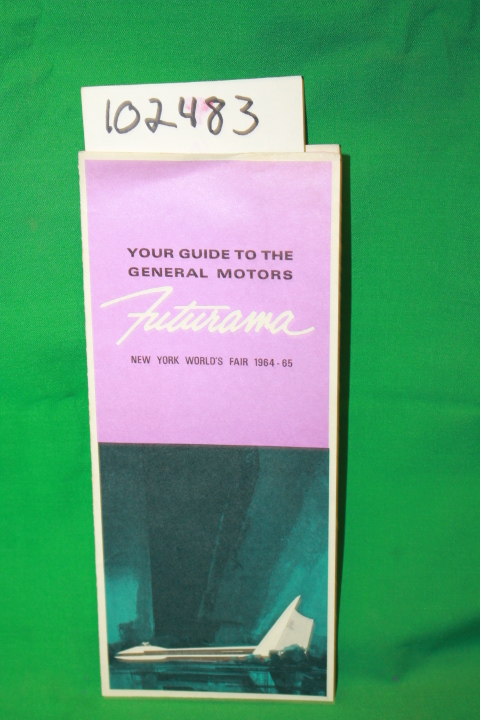 102483
YOUR GUIDE TO THE
GENERAL MOTORS
Futurama
NEW YORK WORLD'S FAIR 1964-65